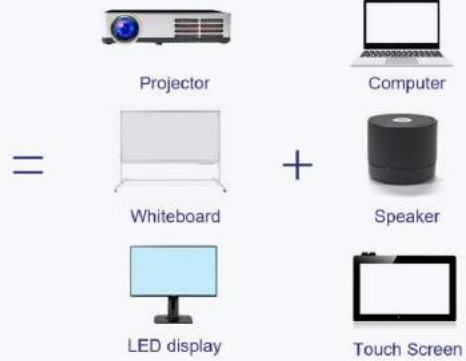 Projector
Computer
=
Whiteboard
+
Speaker
LED display
Touch Screen